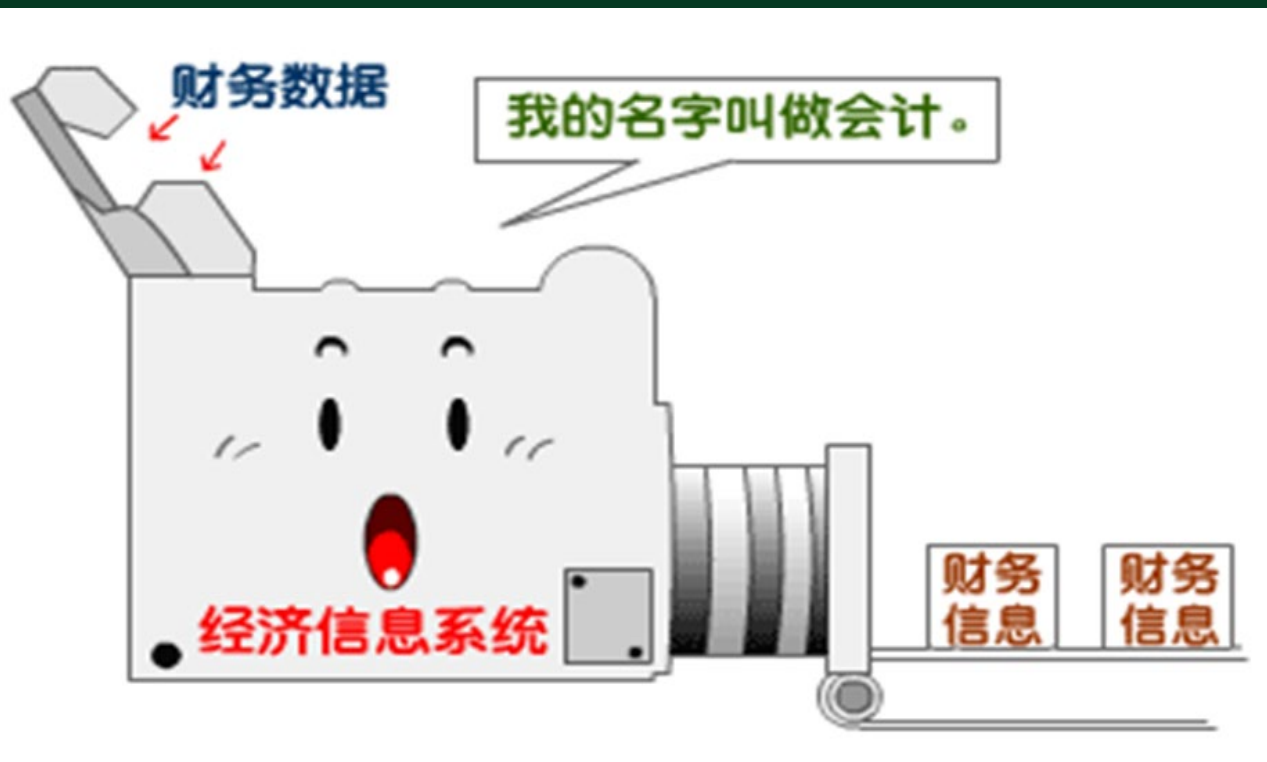 财务数据
我的名字叫做会计。
经济信息系统
财务
信息
财务
信息